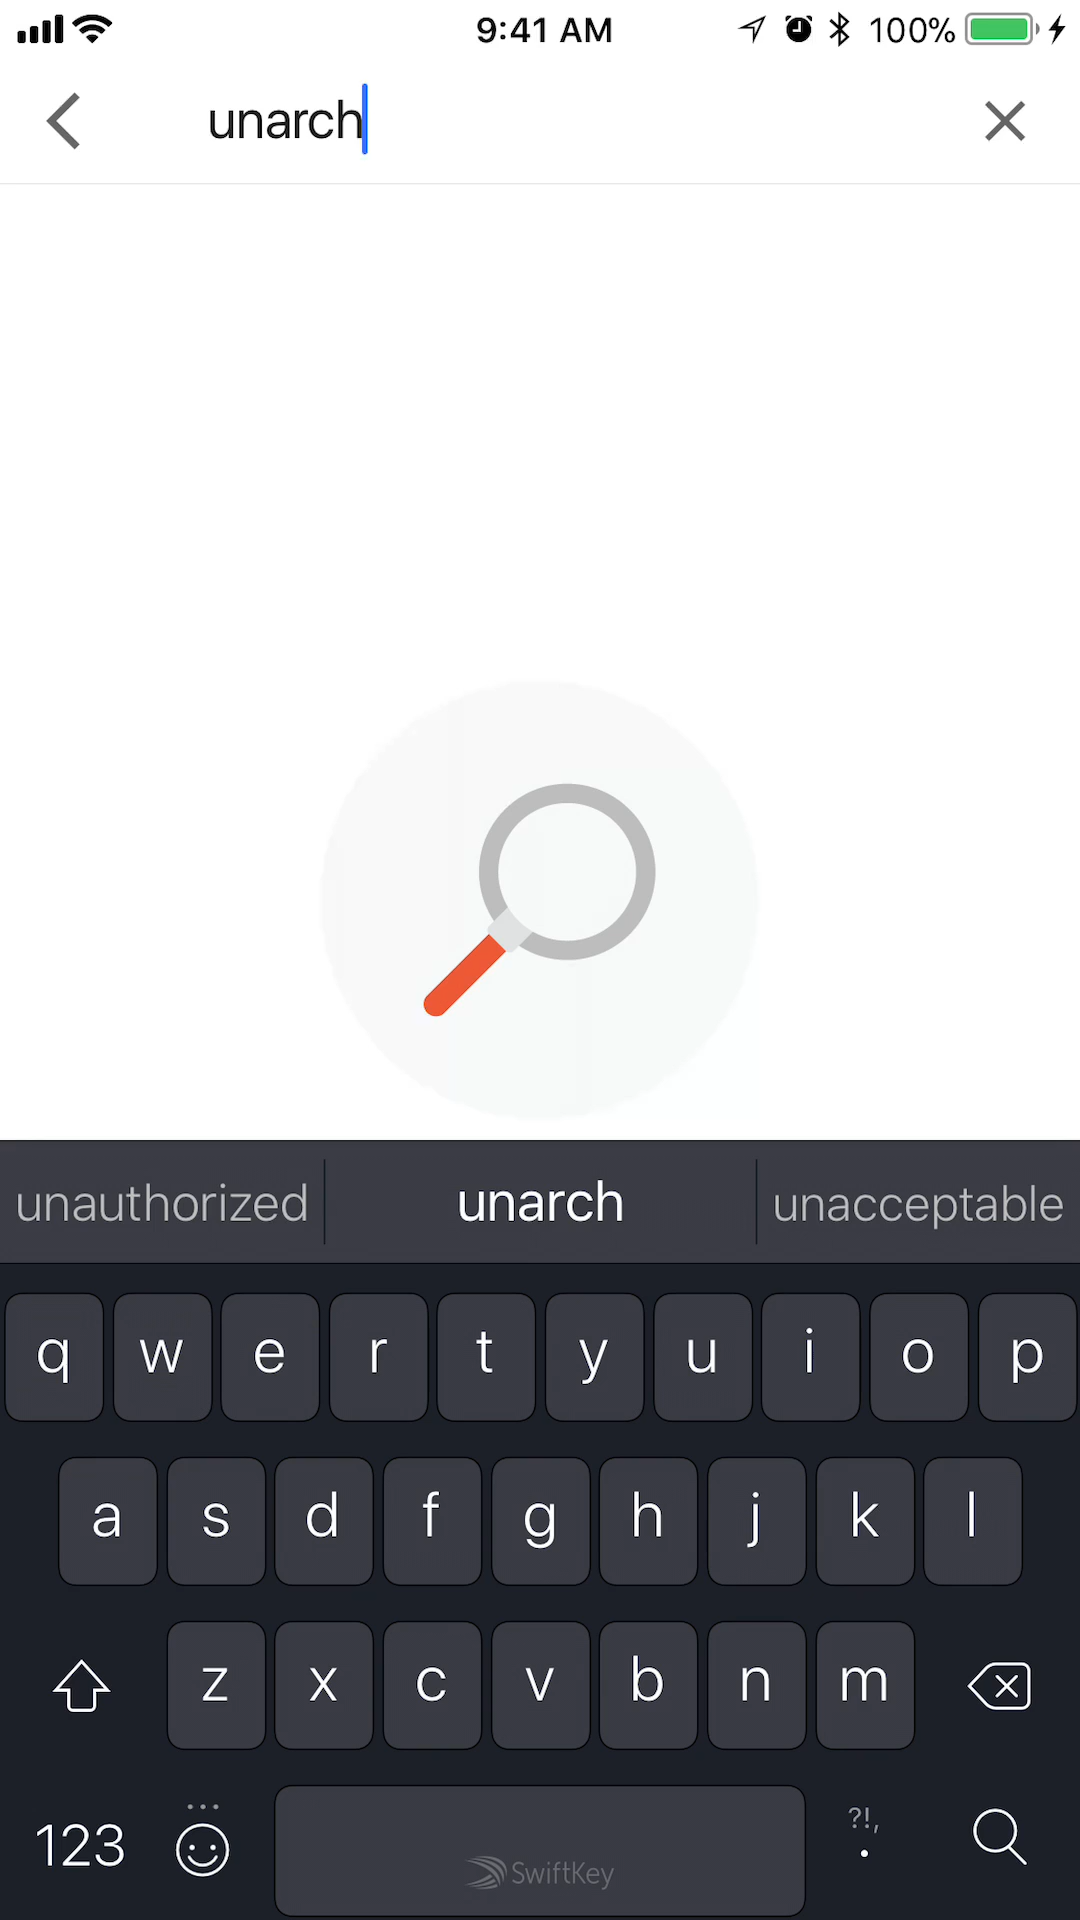 9:41 AM 100%
unarch
unauthorized unarch unacceptable
q w e r t y u i o p
a s d f g h j k l
z x c v b n m
123 ?!, .
SwiftKey